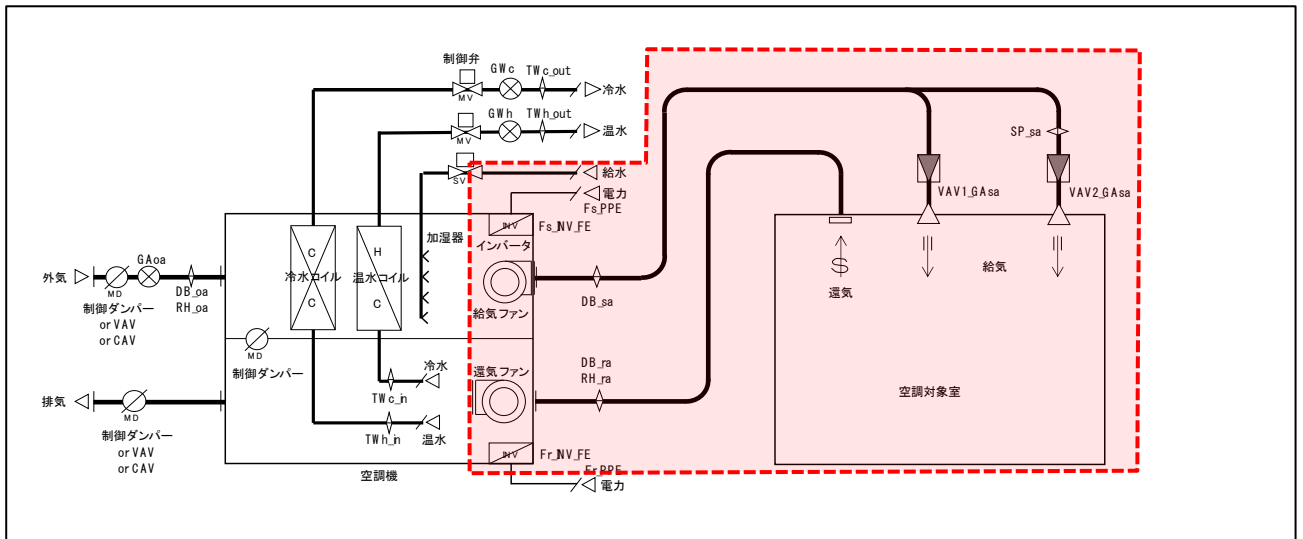 制御弁
GWc
TWc_out
MV
冷水
GWh
TWh_out
MV
温水
SV
給水
電力
Fs_PPE
INV
Fs_INV_FE
インバータ
加湿器
C
冷水コイル
C
H
温水コイル
C
給気ファン
DB_sa
外気
MD
GAoa
DB_oa
RH_oa
制御ダンパー
or VAV
or CAV
MD
制御ダンパー
還気ファン
DB_ra
RH_ra
冷水
TWc_in
TWh_in
温水
排気
MD
制御ダンパー
or VAV
or CAV
空調機
INV
Fr_INV_FE
Fr_PPE
電力
SP_sa
VAV1_GAsa
VAV2_GAsa
還気
給気
空調対象室